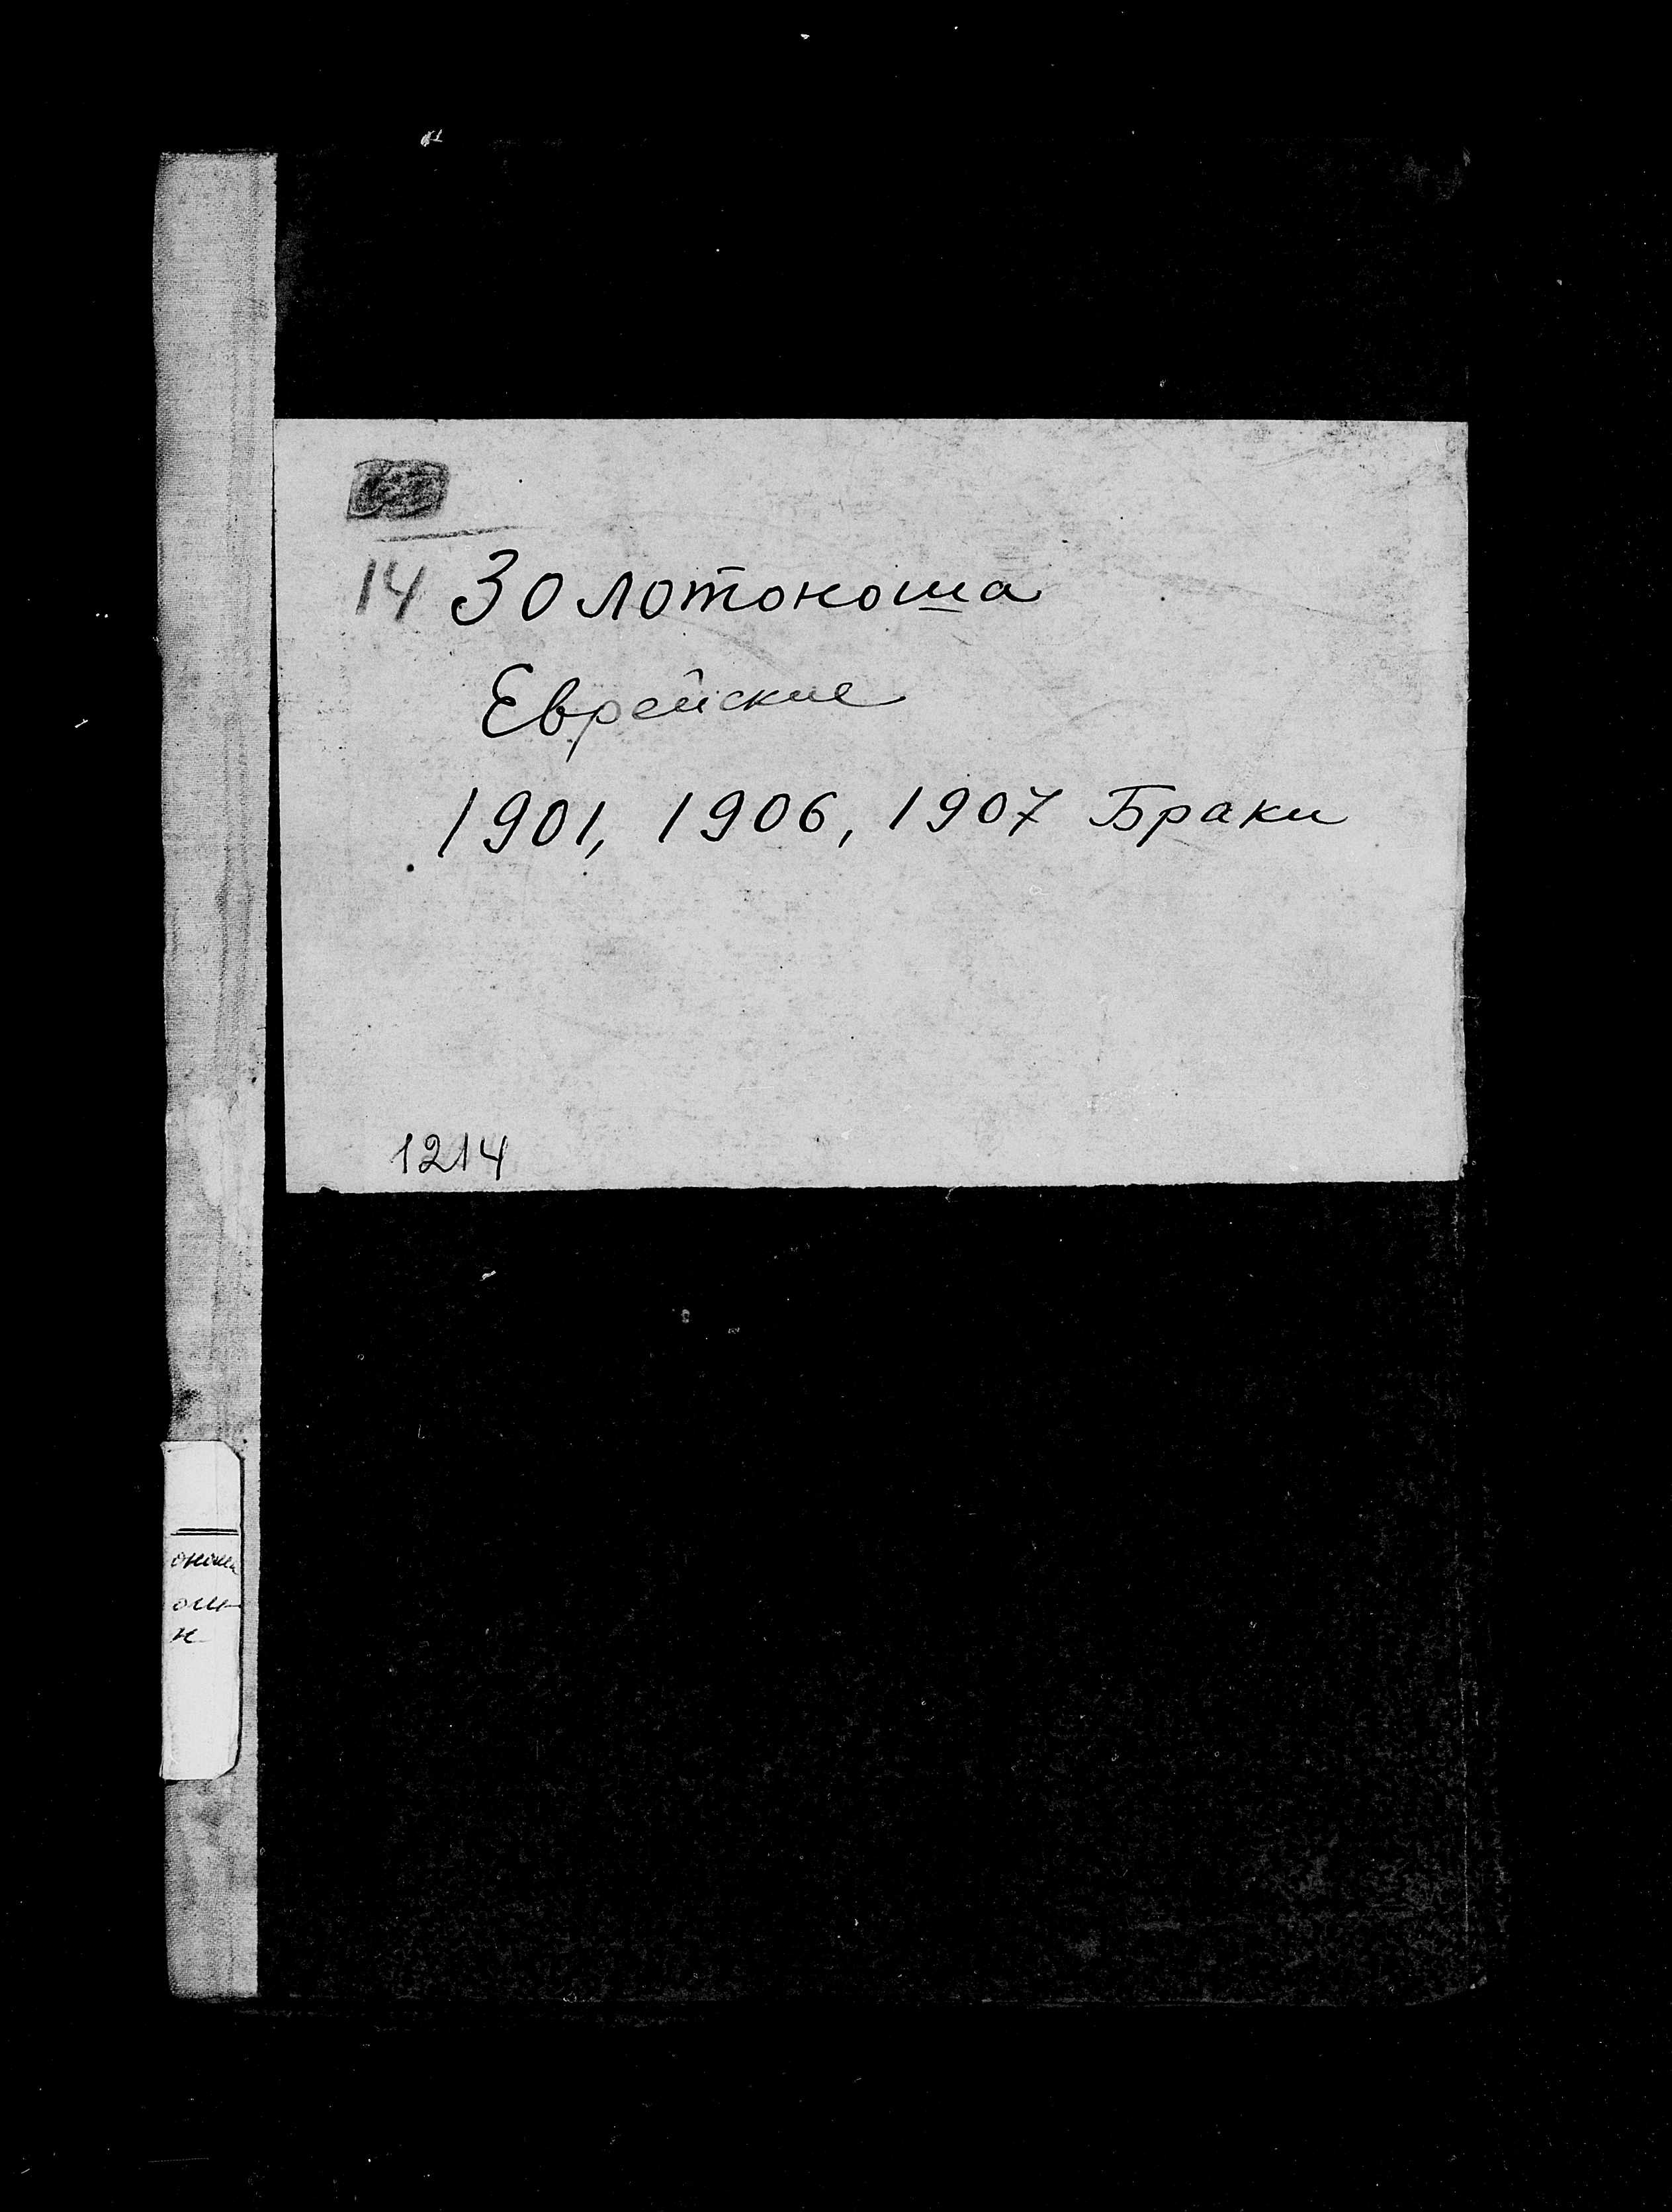 14 Золотоноша
Еврейские
1901, 1906, 1907 Браки
1214